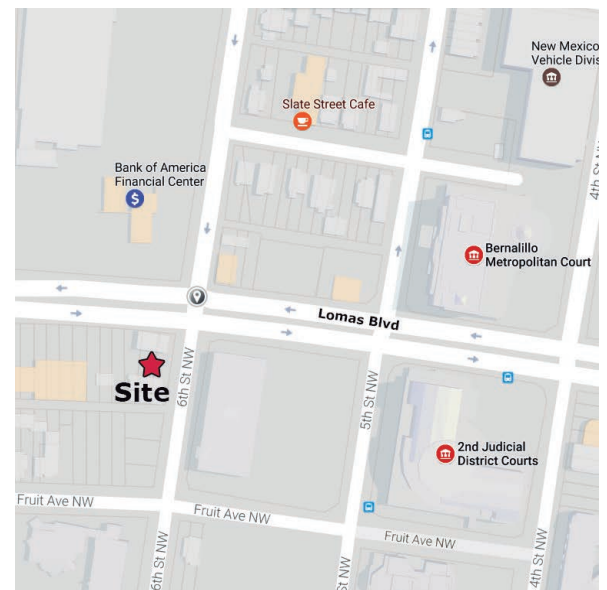 New Mexico
Vehicle Divis
Slate Street Cafe
Bank of America
Financial Center
$
4th St NW
Bernalillo
Metropolitan Court
Lomas Blvd
Site
6th St NW
5th St NW
2nd Judicial
District Courts
Fruit Ave NW
Fruit Ave NW
Fruit Ave NW
6th St NW
St NW
4th St NW